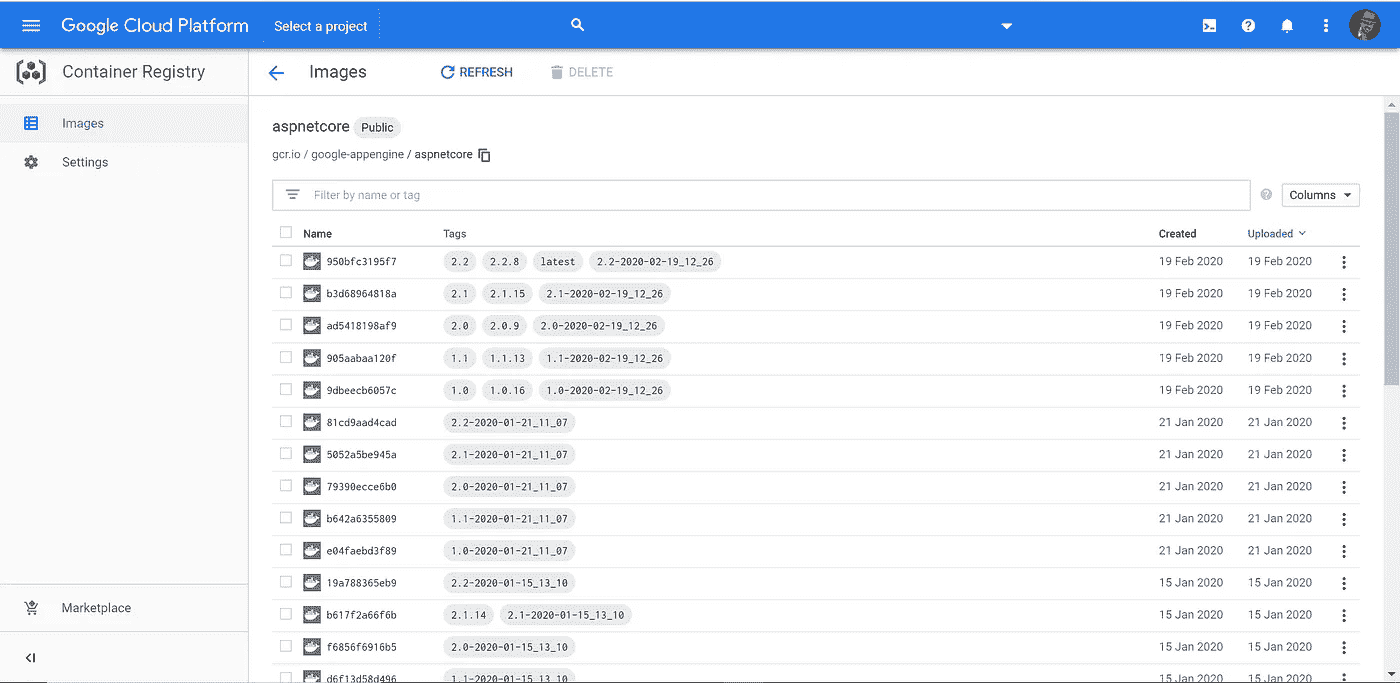 Google Cloud Platform Select a project
Container Registry Images REFRESH DELETE
Images
Settings
aspnetcore Public
gcr.io / google-appengine / aspnetcore
Filter by name or tag Columns
Name Tags Created Uploaded
950bfc3195f7 2.2 2.2.8 latest 2.2-2020-02-19_12_26 19 Feb 2020 19 Feb 2020
b3d68964818a 2.1 2.1.15 2.1-2020-02-19_12_26 19 Feb 2020 19 Feb 2020
ad5418198af9 2.0 2.0.9 2.0-2020-02-19_12_26 19 Feb 2020 19 Feb 2020
905aabaa120f 1.1 1.1.13 1.1-2020-02-19_12_26 19 Feb 2020 19 Feb 2020
9dbeecb6057c 1.0 1.0.16 1.0-2020-02-19_12_26 19 Feb 2020 19 Feb 2020
81cd9aad4cad 2.2-2020-01-21_11_07 21 Jan 2020 21 Jan 2020
5052a5be945a 2.1-2020-01-21_11_07 21 Jan 2020 21 Jan 2020
79390ecce6b0 2.0-2020-01-21_11_07 21 Jan 2020 21 Jan 2020
b642a6355809 1.1-2020-01-21_11_07 21 Jan 2020 21 Jan 2020
e04faebd3f89 1.0-2020-01-21_11_07 21 Jan 2020 21 Jan 2020
19a788365eb9 2.2-2020-01-15_13_10 15 Jan 2020 15 Jan 2020
b617f2a66f6b 2.1.14 2.1-2020-01-15_13_10 15 Jan 2020 15 Jan 2020
f6856f6916b5 2.0-2020-01-15_13_10 15 Jan 2020 15 Jan 2020
d6f13d58d496 1.1-2020-01-15_13_10 15 Jan 2020 15 Jan 2020
Marketplace